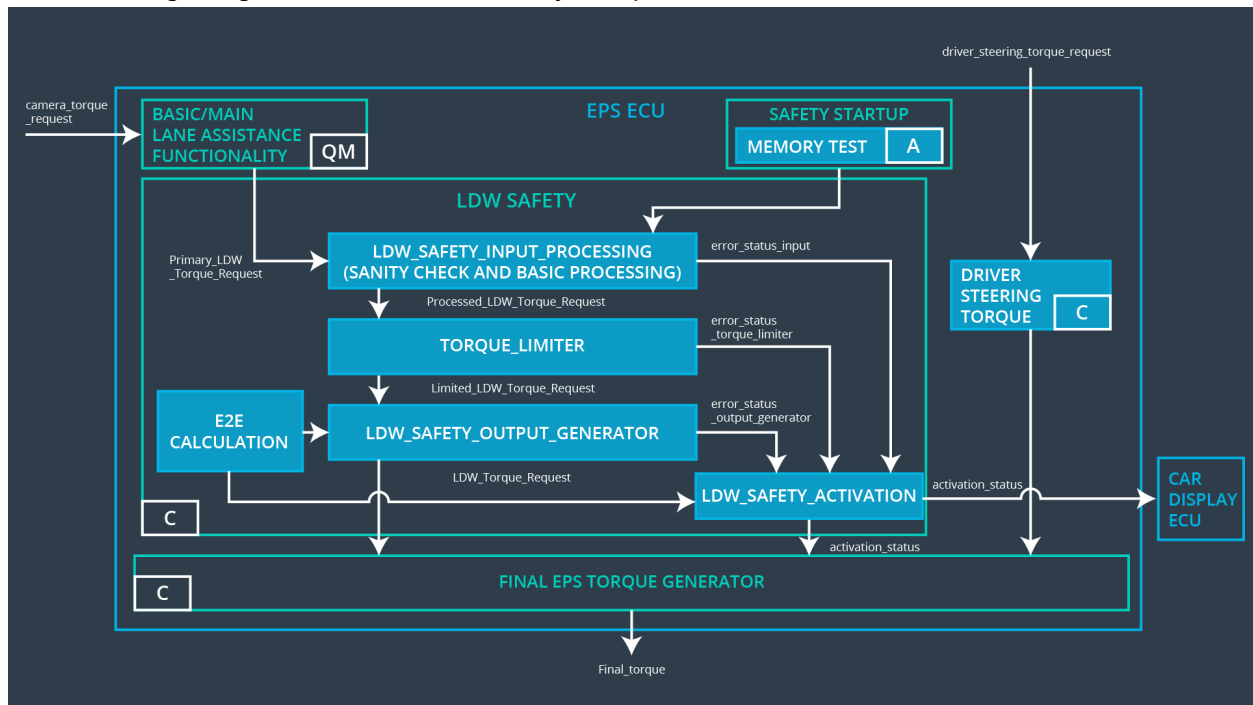 driver_steering_torque_request
camera_torque
_request
EPS ECU
BASIC/MAIN
LANE ASSISTANCE
FUNCTIONALITY
QM
SAFETY STARTUP
MEMORY TEST
A
LDW SAFETY
Primary_LDW
_Torque_Request
LDW_SAFETY_INPUT_PROCESSING
(SANITY CHECK AND BASIC PROCESSING)
error_status_input
DRIVER
STEERING
TORQUE
C
Processed_LDW_Torque_Request
TORQUE_LIMITER
error_status
_torque_limiter
Limited_LDW_Torque_Request
E2E
CALCULATION
LDW_SAFETY_OUTPUT_GENERATOR
error_status
_output_generator
LDW_Torque_Request
LDW_SAFETY_ACTIVATION
activation_status
CAR
DISPLAY
ECU
C
activation_status
FINAL EPS TORQUE GENERATOR
C
Final_torque